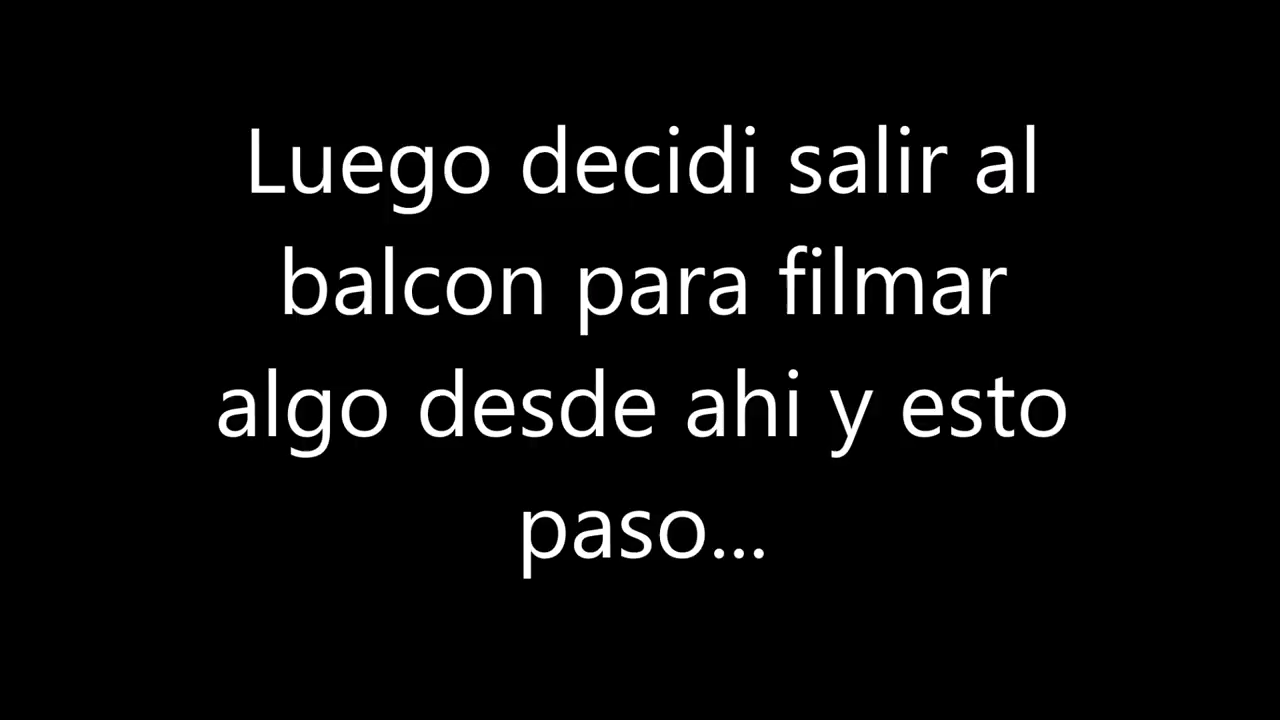 Luego decidi salir al
balcon para filmar
algo desde ahi y esto
paso...